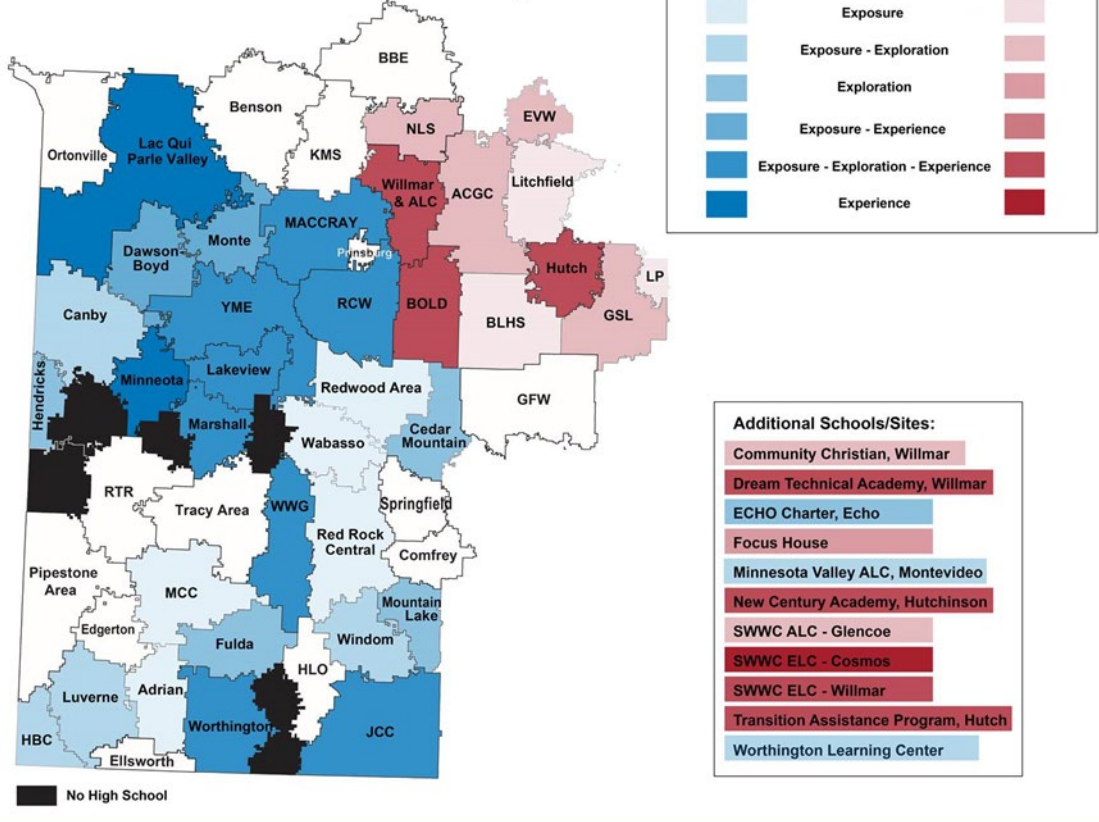 Exposure
Exposure - Exploration
Exploration
Exposure - Experience
Exposure - Exploration - Experience
Experience
BBE
Benson
Ortonville
Lac Qui
Parle Valley
KMS
NLS
EVW
Willmar
& ALC
ACGC
Litchfield
MACCRAY
Prinsburg
Monte
Dawson-
Boyd
Hutch
LP
GSL
BLHS
BOLD
RCW
YME
Canby
Hendricks
Minneota
Lakeview
Redwood Area
GFW
Marshall
Wabasso
Cedar
Mountain
RTR
Tracy Area
WWG
Springfield
Red Rock
Central
Comfrey
Pipestone
Area
MCC
Mountain
Lake
Edgerton
Fulda
Windom
HLO
Luverne
Adrian
Worthington
JCC
HBC
Ellsworth
No High School
Additional Schools/Sites:
Community Christian, Willmar
Dream Technical Academy, Willmar
ECHO Charter, Echo
Focus House
Minnesota Valley ALC, Montevideo
New Century Academy, Hutchinson
SWWC ALC - Glencoe
SWWC ELC - Cosmos
SWWC ELC - Willmar
Transition Assistance Program, Hutch
Worthington Learning Center